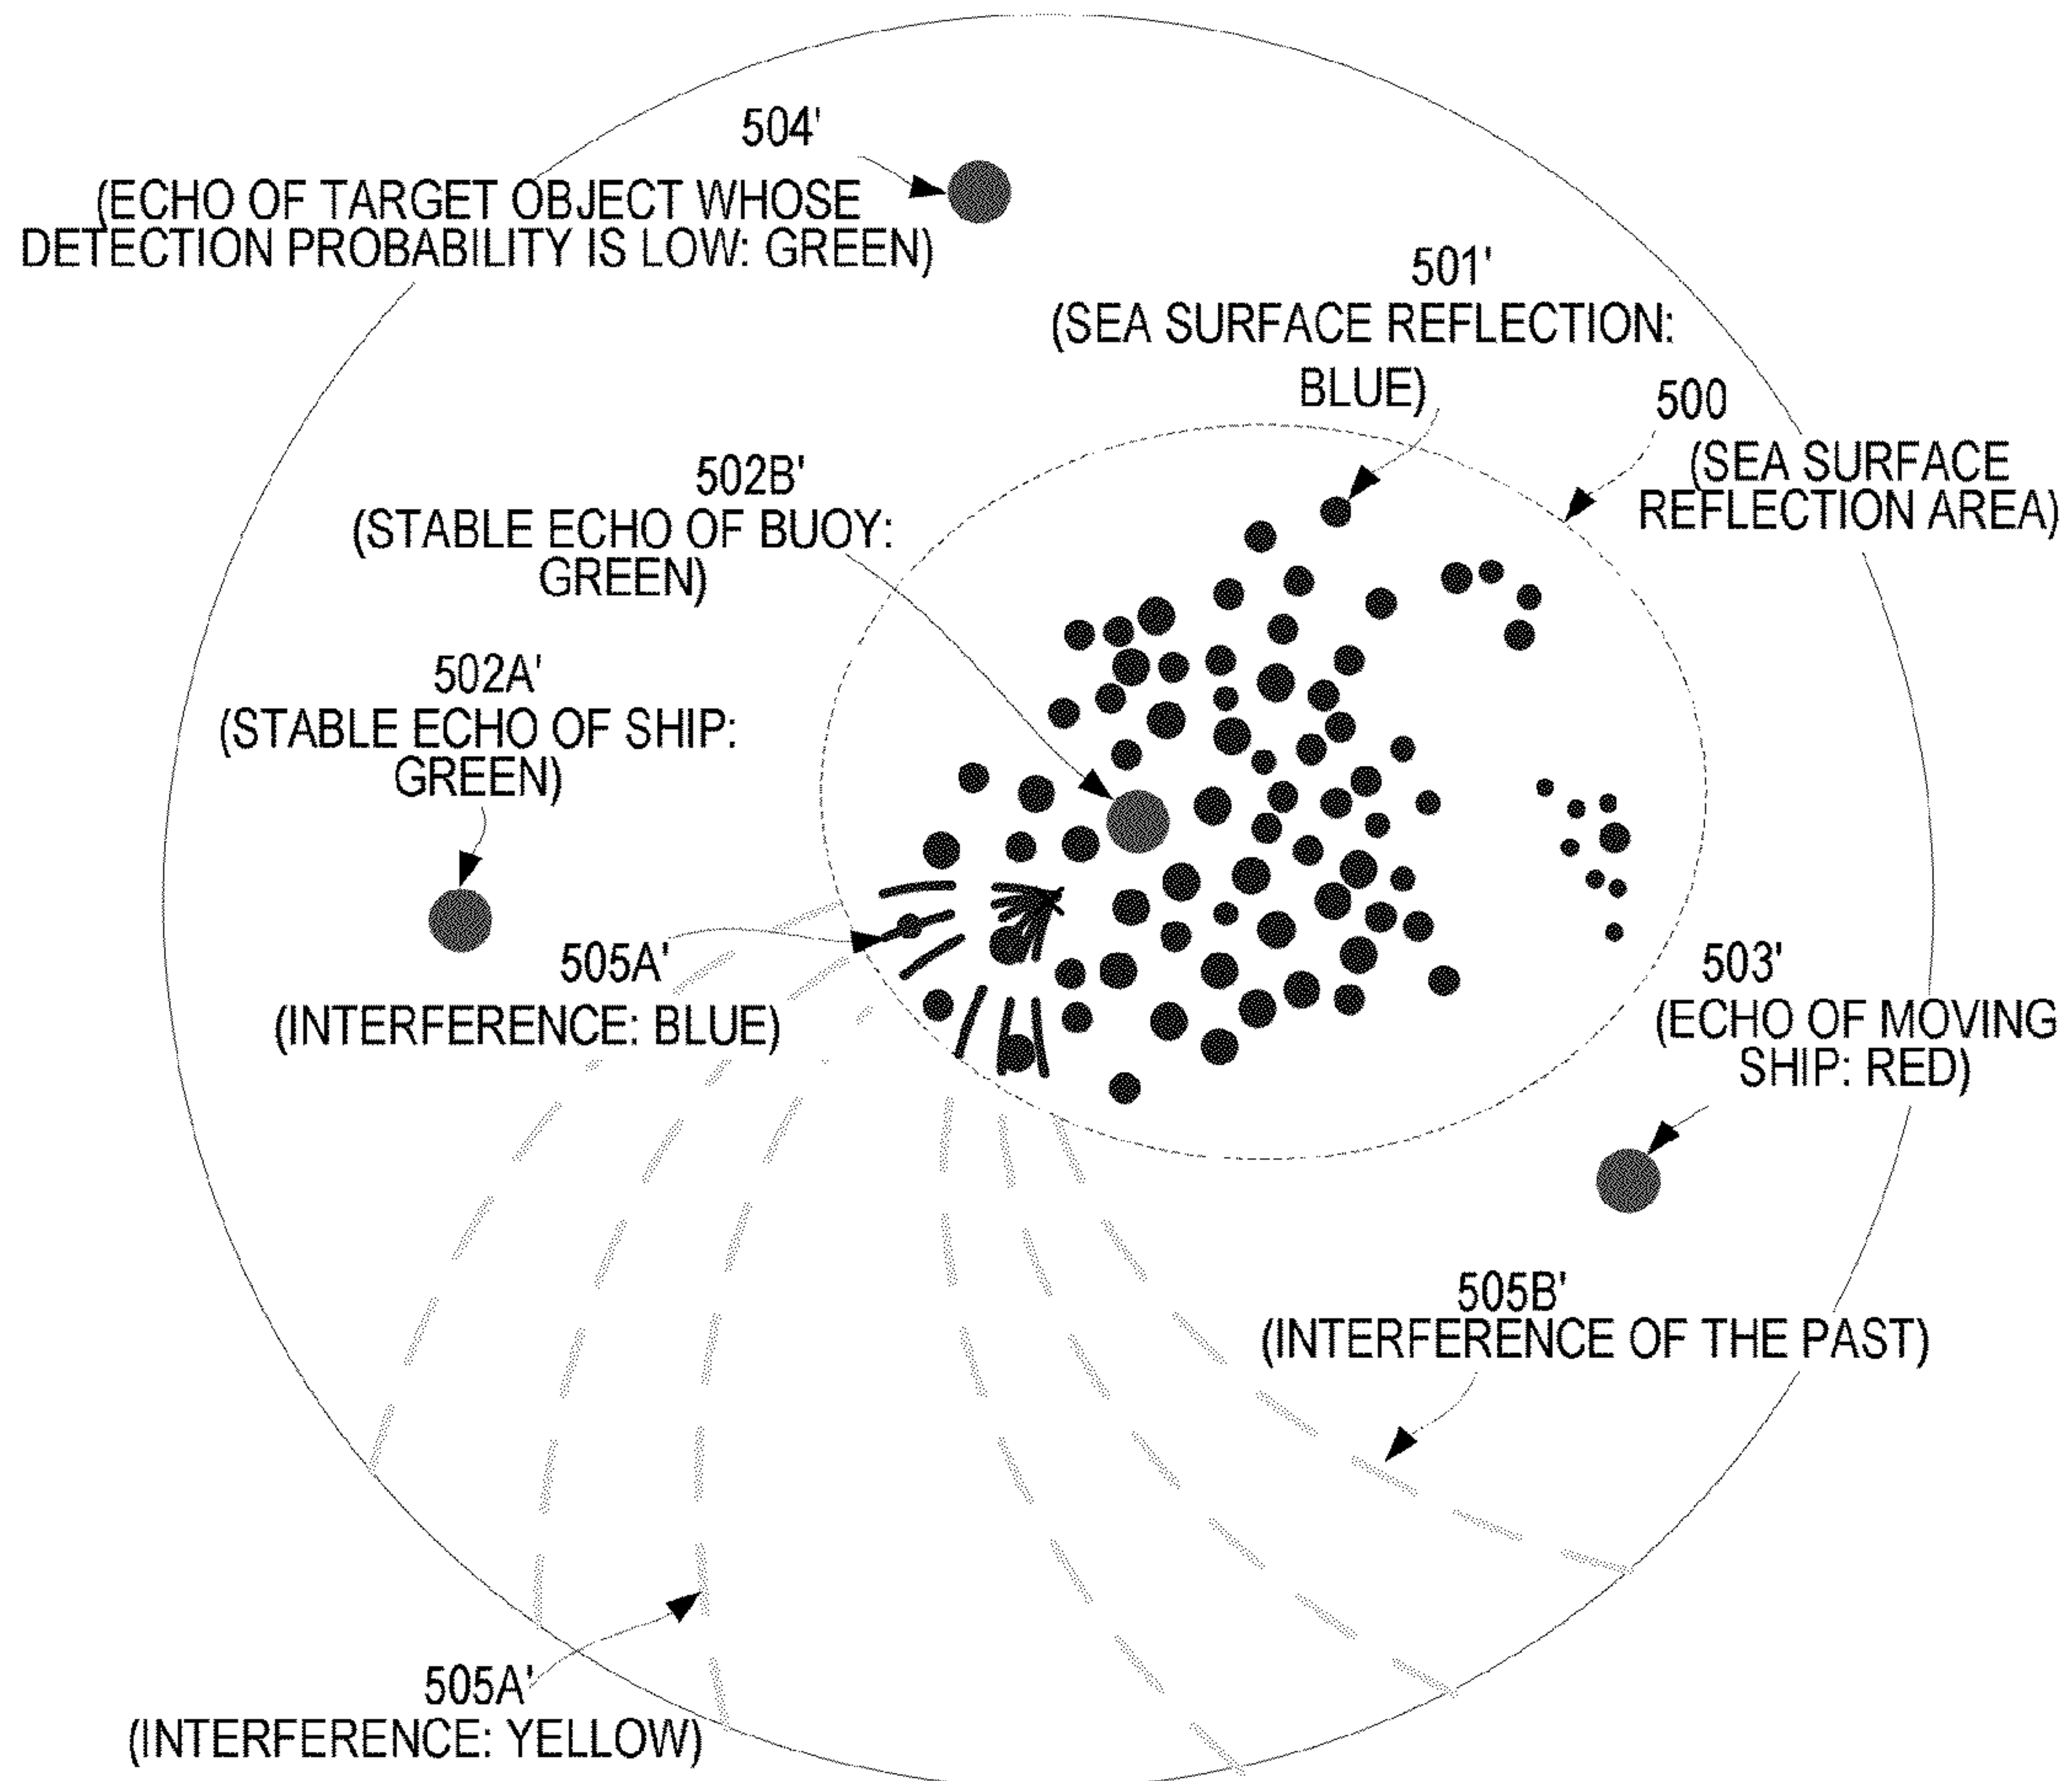 504'
(ECHO OF TARGET OBJECT WHOSE
DETECTION PROBABILITY IS LOW: GREEN)
501'
(SEA SURFACE REFLECTION:
BLUE)
500
(SEA SURFACE
REFLECTION AREA)
502B'
(STABLE ECHO OF BUOY:
GREEN)
502A'
(STABLE ECHO OF SHIP:
GREEN)
505A'
(INTERFERENCE: BLUE)
503'
(ECHO OF MOVING
SHIP: RED)
505B'
(INTERFERENCE OF THE PAST)
505A'
(INTERFERENCE: YELLOW)